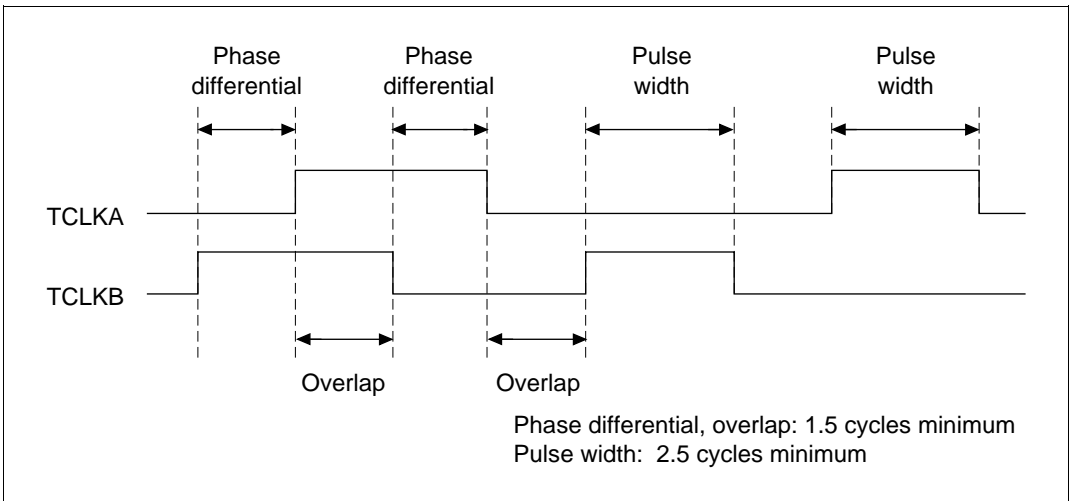 Phase
differential
Phase
differential
Pulse
width
Pulse
width
TCLKA
TCLKB
Overlap
Overlap
Phase differential, overlap: 1.5 cycles minimum
Pulse width: 2.5 cycles minimum